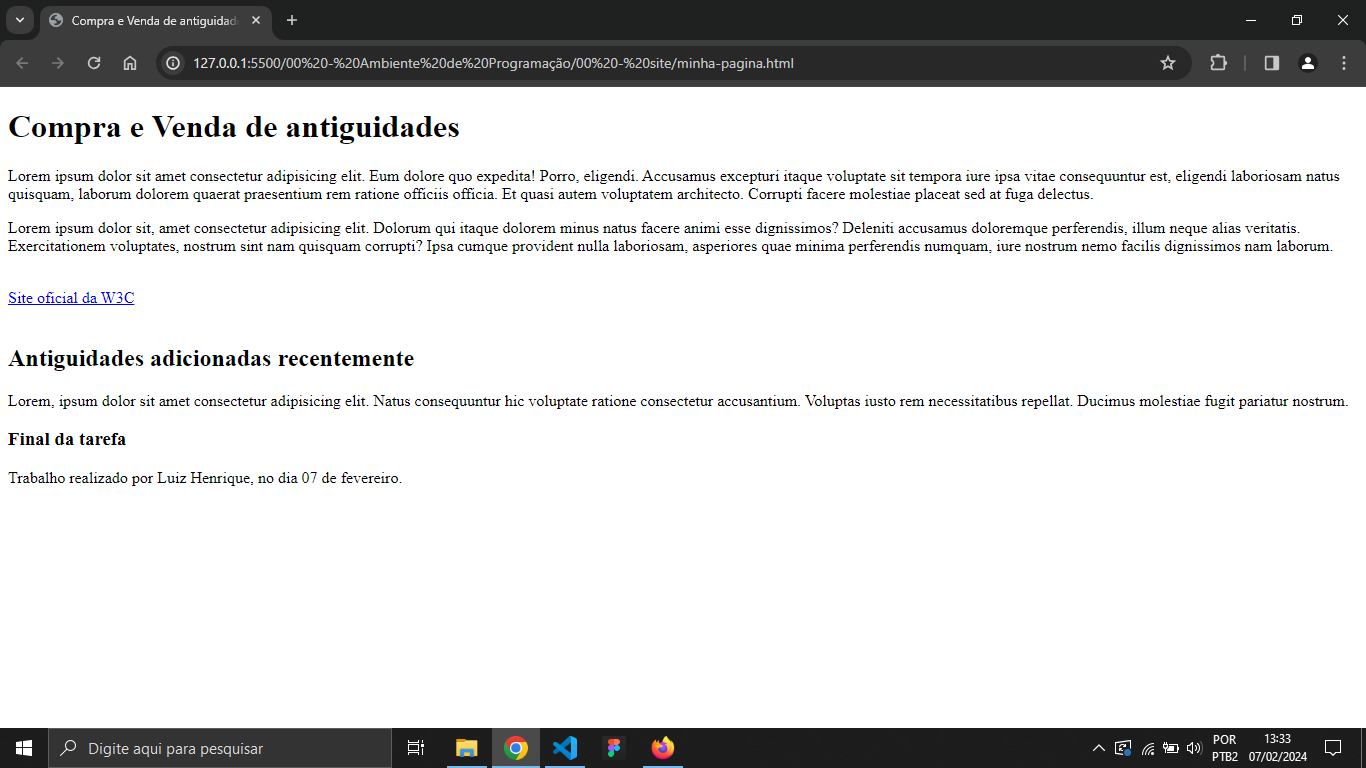 Compra e Venda de antiguidad
127.0.0.1:5500/00%20-%20Ambiente%20de%20Programação/00%20-%20site/minha-pagina.html
Compra e Venda de antiguidades
Lorem ipsum dolor sit amet consectetur adipisicing elit. Eum dolore quo expedita! Porro, eligendi. Accusamus excepturi itaque voluptate sit tempora iure ipsa vitae consequuntur est, eligendi laboriosam natus
quisquam, laborum dolorem quaerat praesentium rem ratione officiis officia. Et quasi autem voluptatem architecto. Corrupti facere molestiae placeat sed at fuga delectus.
Lorem ipsum dolor sit, amet consectetur adipisicing elit. Dolorum qui itaque dolorem minus natus facere animi esse dignissimos? Deleniti accusamus doloremque perferendis, illum neque alias veritatis.
Exercitationem voluptates, nostrum sint nam quisquam corrupti? Ipsa cumque provident nulla laboriosam, asperiores quae minima perferendis numquam, iure nostrum nemo facilis dignissimos nam laborum.
Site oficial da W3C
Antiguidades adicionadas recentemente
Lorem, ipsum dolor sit amet consectetur adipisicing elit. Natus consequuntur hic voluptate ratione consectetur accusantium. Voluptas iusto rem necessitatibus repellat. Ducimus molestiae fugit pariatur nostrum.
Final da tarefa
Trabalho realizado por Luiz Henrique, no dia 07 de fevereiro.
Digite aqui para pesquisar
POR
PTB2
13:33
07/02/2024